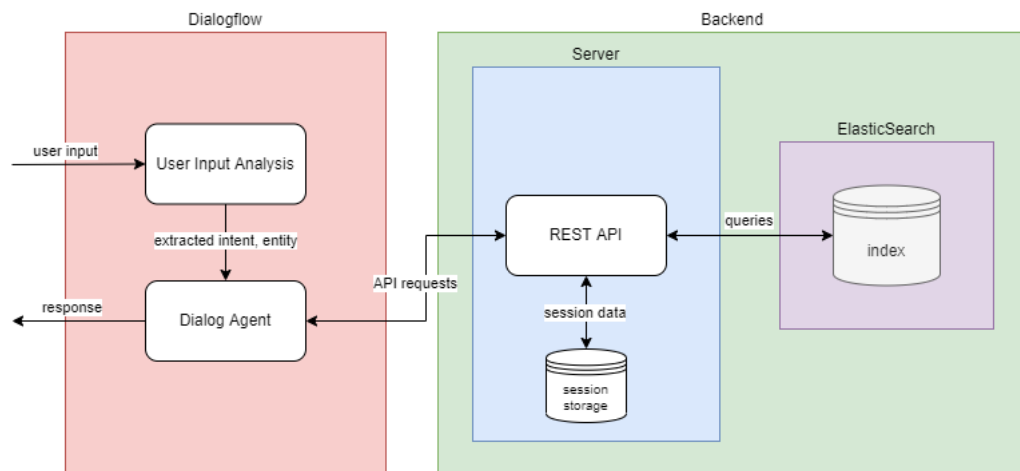 Dialogflow
Backend
Server
ElasticSearch
user input
User Input Analysis
extracted intent, entity
response
Dialog Agent
API requests
REST API
queries
index
session data
session
storage